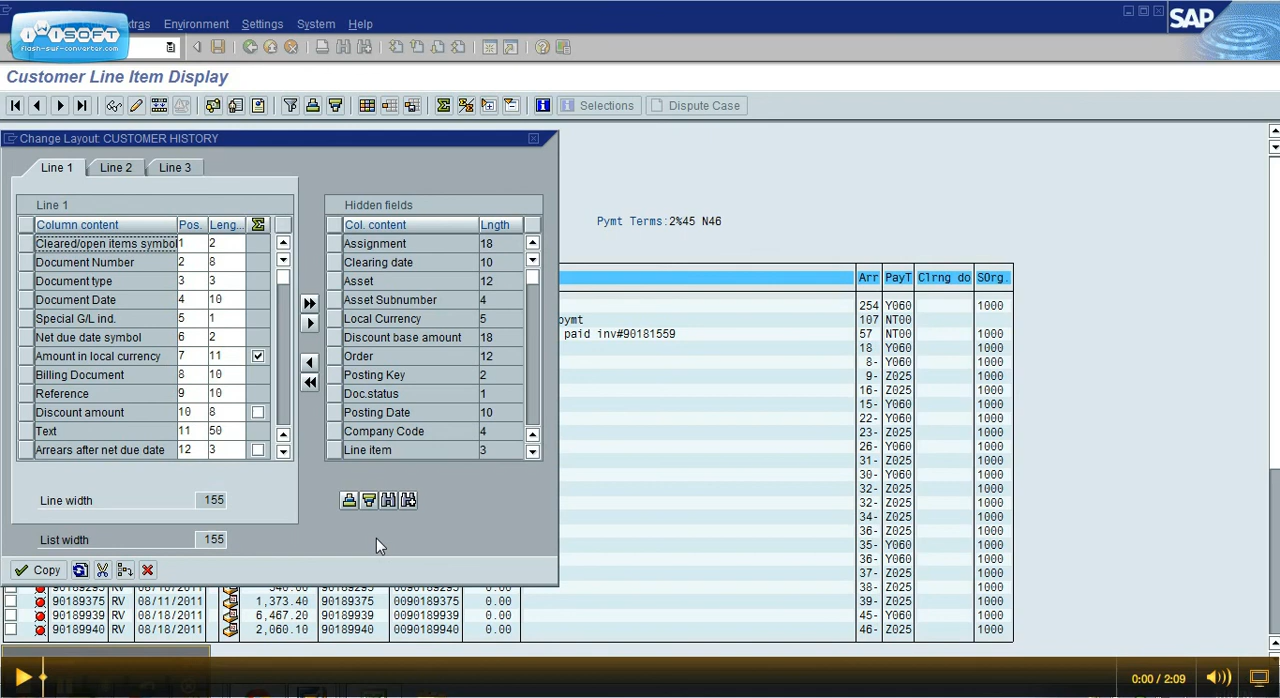 iWiSOFT
flash-swf-converter.com
Extras Environment Settings System Help
SAP
Customer Line Item Display
Selections Dispute Case
Change Layout: CUSTOMER HISTORY
Line 1 Line 2 Line 3
Line 1
Column content Pos. Leng...
Cleared/open items symbol 1 2
Document Number 2 8
Document type 3 3
Document Date 4 10
Special G/L ind. 5 1
Net due date symbol 6 2
Amount in local currency 7 11
Billing Document 8 10
Reference 9 10
Discount amount 10 8
Text 11 50
Arrears after net due date 12 3
Line width 155
List width 155
Hidden fields
Col. content Lngth
Assignment 18
Clearing date 10
Asset 12
Asset Subnumber 4
Local Currency 5
Discount base amount 18
Order 12
Posting Key 2
Doc.status 1
Posting Date 10
Company Code 4
Line item 3
Copy
Pymt Terms:2%45 N46
Arr PayT Clrng do SOrg.
254 Y060 1000
pymt 107 NT00
paid inv#90181559 57 NT00 1000
18 Y060 1000
8- Y060 1000
9- Z025 1000
16- Z025 1000
15- Y060 1000
22- Y060 1000
23- Z025 1000
26- Y060 1000
31- Z025 1000
30- Y060 1000
32- Z025 1000
32- Z025 1000
34- Z025 1000
35- Y060 1000
36- Y060 1000
37- Z025 1000
38- Z025 1000
90189375 RV 08/11/2011 1,373.40 90189375 0090189375 0.00 39- Z025 1000
90189939 RV 08/18/2011 6,467.20 90189939 0090189939 0.00 45- Y060 1000
90189940 RV 08/18/2011 2,060.10 90189940 0090189940 0.00 46- Z025 1000
0:00 / 2:09